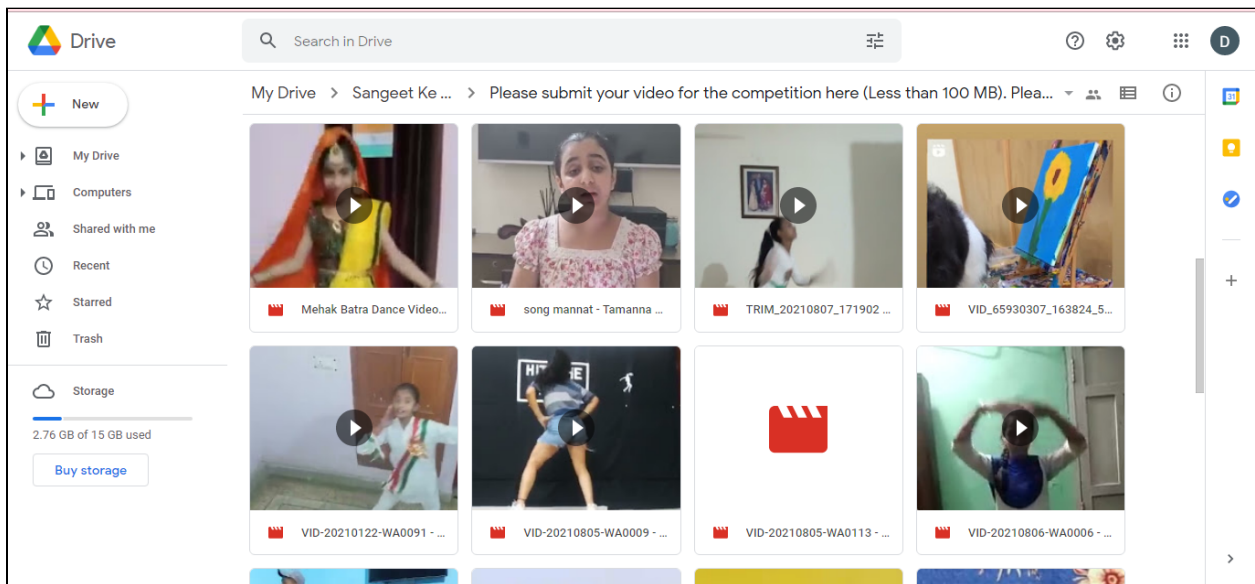 Drive
Search in Drive
D
New
My Drive > Sangeet Ke ... > Please submit your video for the competition here (Less than 100 MB). Plea...
My Drive
Computers
Shared with me
Recent
Starred
Trash
Storage
2.76 GB of 15 GB used
Buy storage
Mehak Batra Dance Video...
song mannat - Tamanna ...
TRIM_20210807_171902 ...
VID_65930307_163824_5...
VID-20210122-WA0091 - ...
VID-20210805-WA0009 - ...
VID-20210805-WA0113 - ...
VID-20210806-WA0006 - ...
31